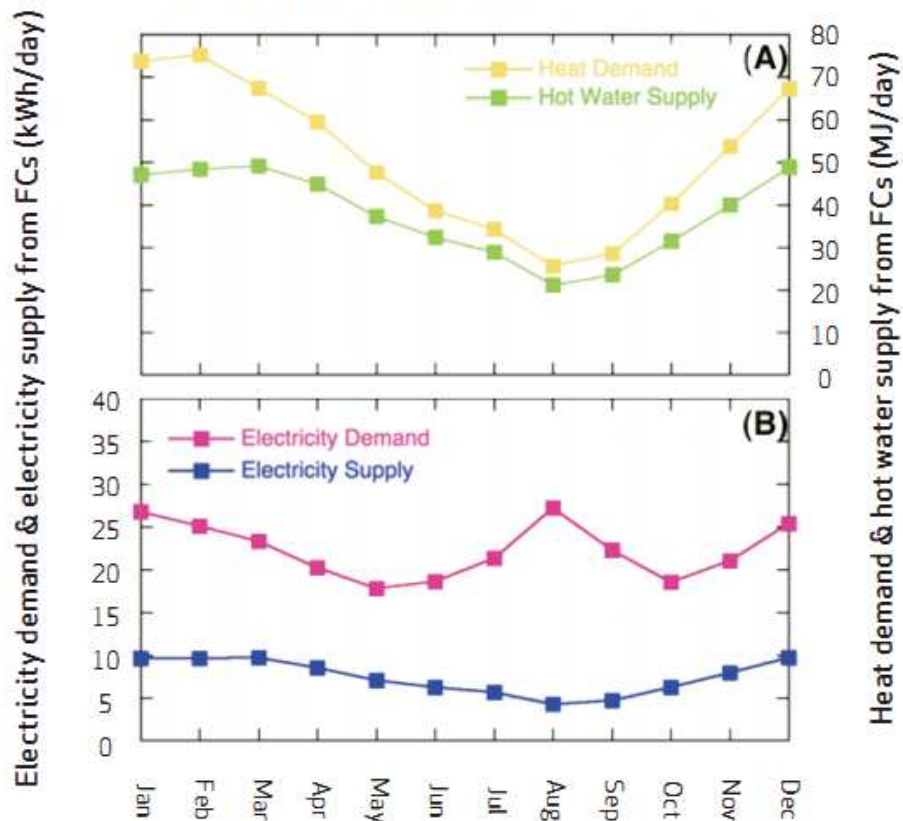 Electricity demand & electricity supply from FCs (kWh/day)
(A)
Heat Demand
Hot Water Supply
80
70
60
50
40
30
20
10
0
Heat demand & hot water supply from FCs (MJ/day)
40
35
30
25
20
15
10
5
0
(B)
Electricity Demand
Electricity Supply
Jan
Feb
Mar
Apr
May
Jun
Jul
Aug
Sep
Oct
Nov
Dec